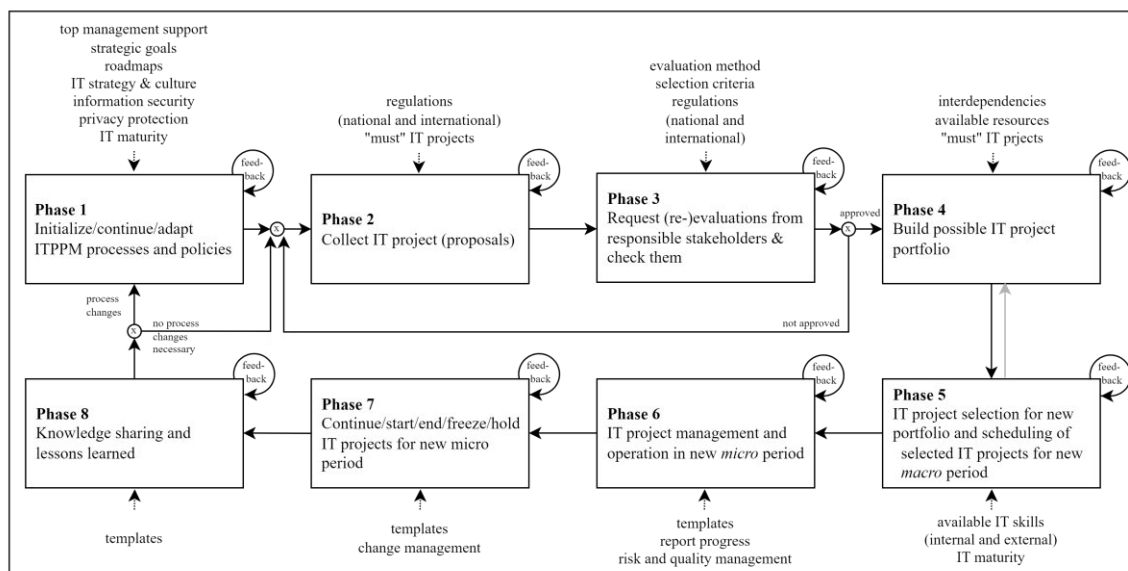 top management support
strategic goals
roadmaps
IT strategy & culture
information security
privacy protection
IT maturity
regulations
(national and international)
"must" IT projects
evaluation method
selection criteria
regulations
(national and
international)
interdependencies
available resources
"must" IT prjects
feed-
back
Phase 1
Initialize/continue/adapt
ITPPM processes and policies
x
feed-
back
Phase 2
Collect IT project (proposals)
feed-
back
Phase 3
Request (re-)evaluations from
responsible stakeholders &
check them
approved
x
feed-
back
Phase 4
Build possible IT project
portfolio
process
changes
x
no process
changes
necessary
not approved
feed-
back
Phase 8
Knowledge sharing and
lessons learned
feed-
back
Phase 7
Continue/start/end/freeze/hold
IT projects for new micro
period
feed-
back
Phase 6
IT project management and
operation in new micro period
feed-
back
Phase 5
IT project selection for new
portfolio and scheduling of
selected IT projects for new
macro period
templates
templates
change management
templates
report progress
risk and quality management
available IT skills
(internal and external)
IT maturity